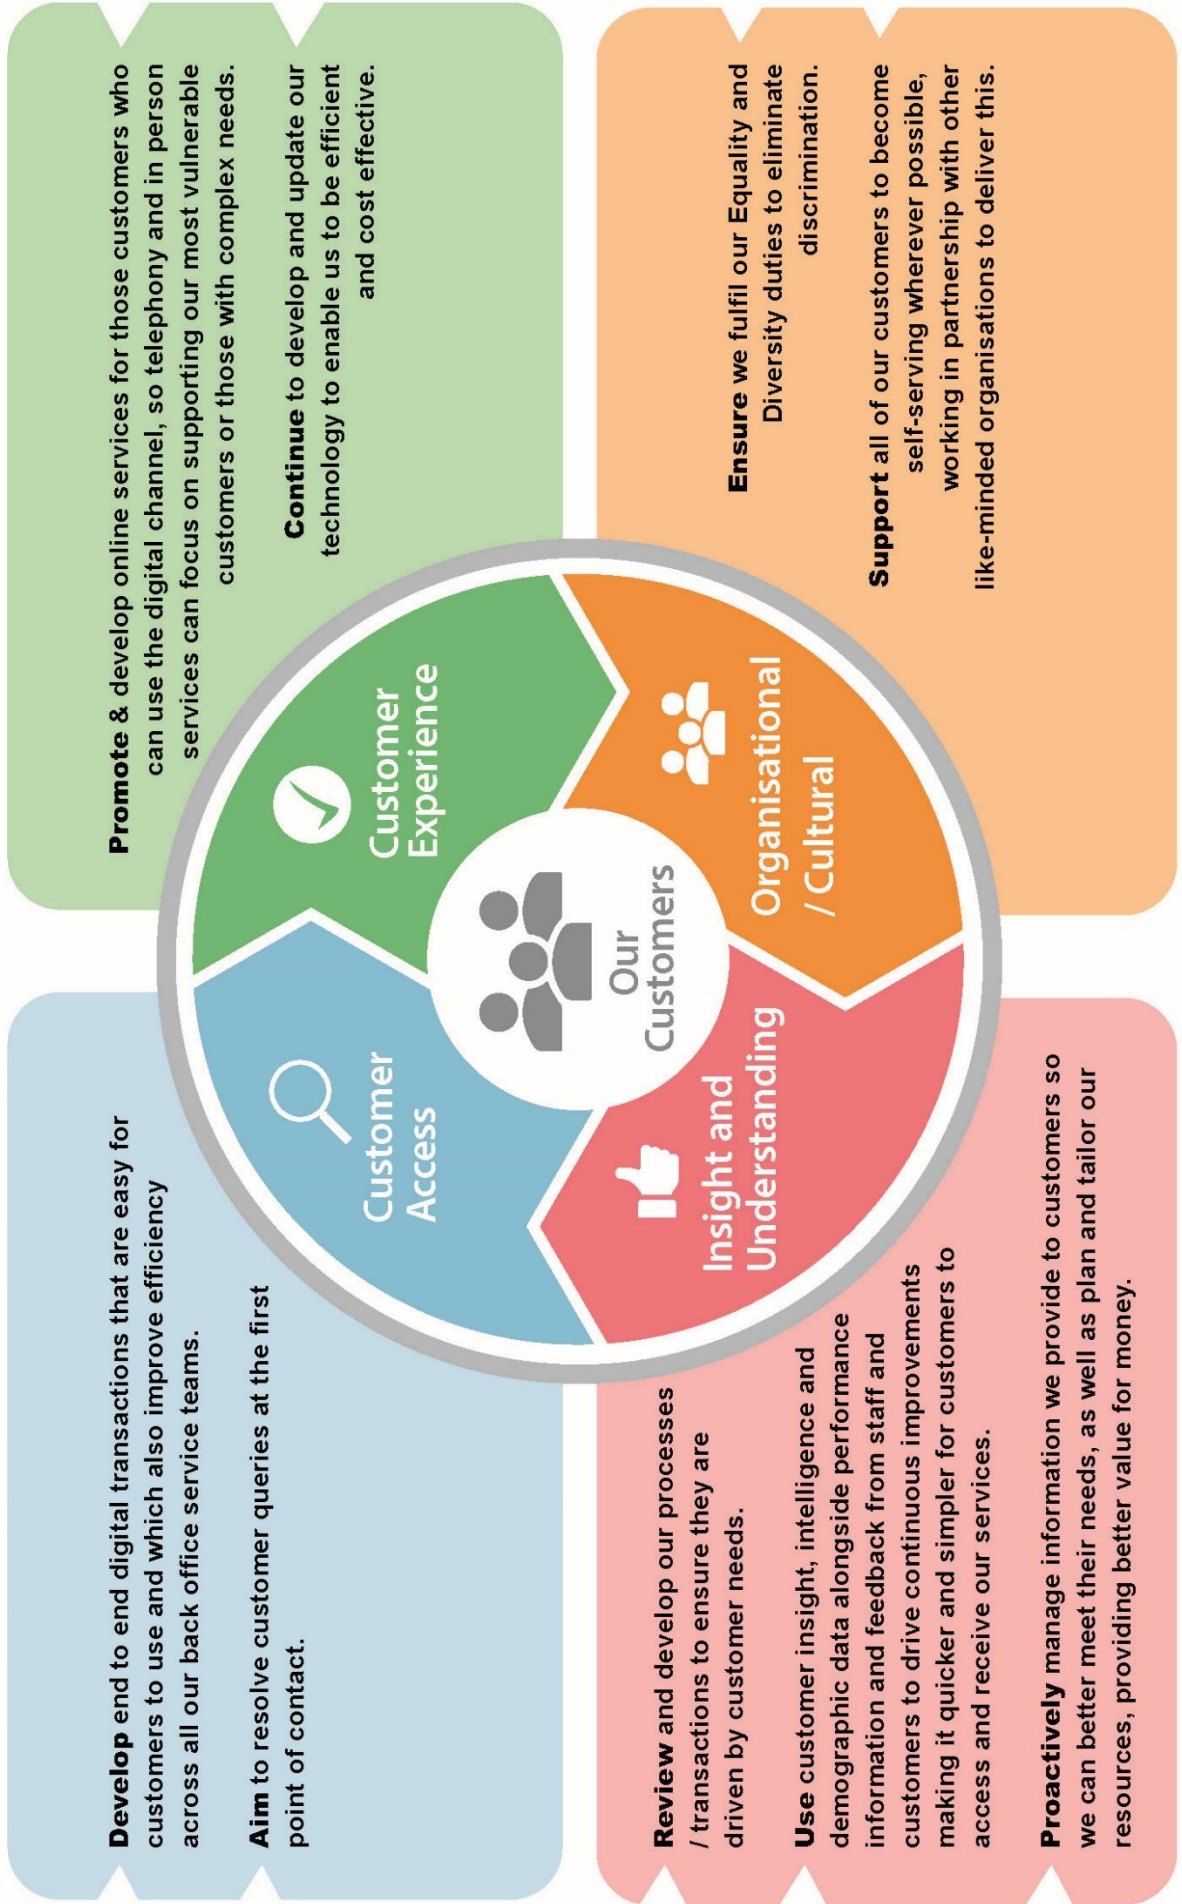 Develop end to end digital transactions that are easy for
customers to use and which also improve efficiency
across all our back office service teams.
Aim to resolve customer queries at the first
point of contact.
Promote & develop online services for those customers who
can use the digital channel, so telephony and in person
services can focus on supporting our most vulnerable
customers or those with complex needs.
Continue to develop and update our
technology to enable us to be efficient
and cost effective.
Customer
Access
Customer
Experience
Our
Customers
Insight and
Understanding
Organisational
/ Cultural
Review and develop our processes
/ transactions to ensure they are
driven by customer needs.
Use customer insight, intelligence and
demographic data alongside performance
information and feedback from staff and
customers to drive continuous improvements
making it quicker and simpler for customers to
access and receive our services.
Proactively manage information we provide to customers so
we can better meet their needs, as well as plan and tailor our
resources, providing better value for money.
Ensure we fulfil our Equality and
Diversity duties to eliminate
discrimination.
Support all of our customers to become
self-serving wherever possible,
working in partnership with other
like-minded organisations to deliver this.